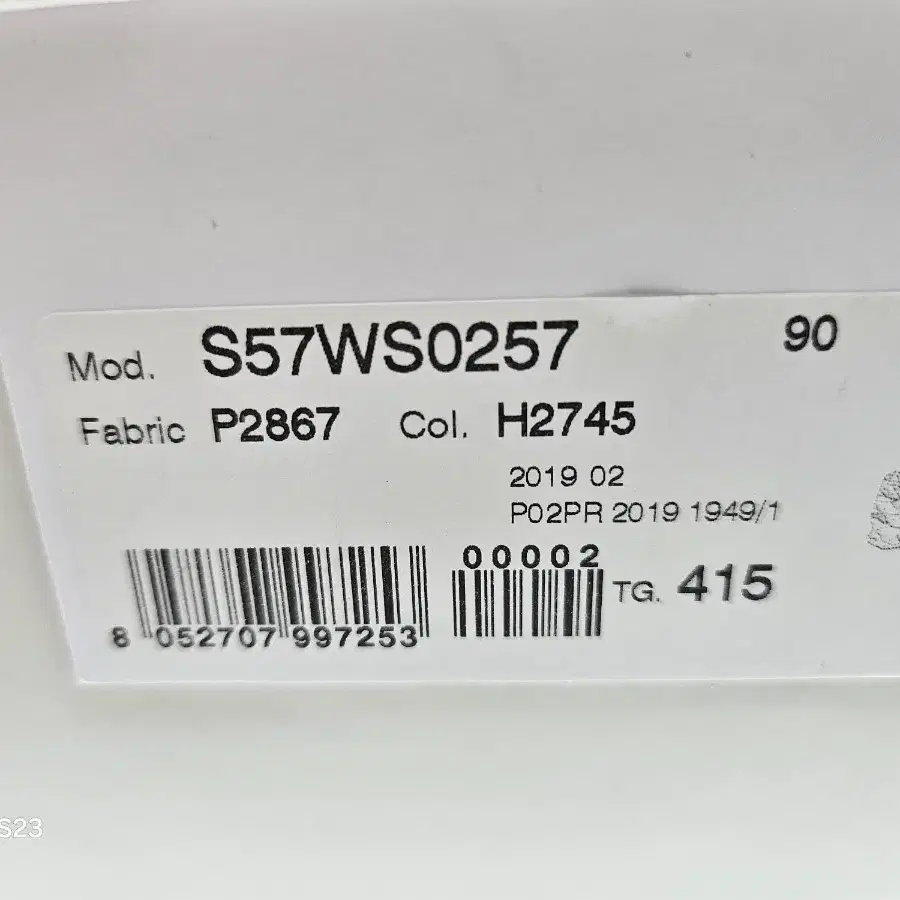 Mod. S57WS0257 90
Fabric P2867 Col. H2745
2019 02
P02PR 2019 1949/1
00002
TG. 415
8 052707 997253
S23